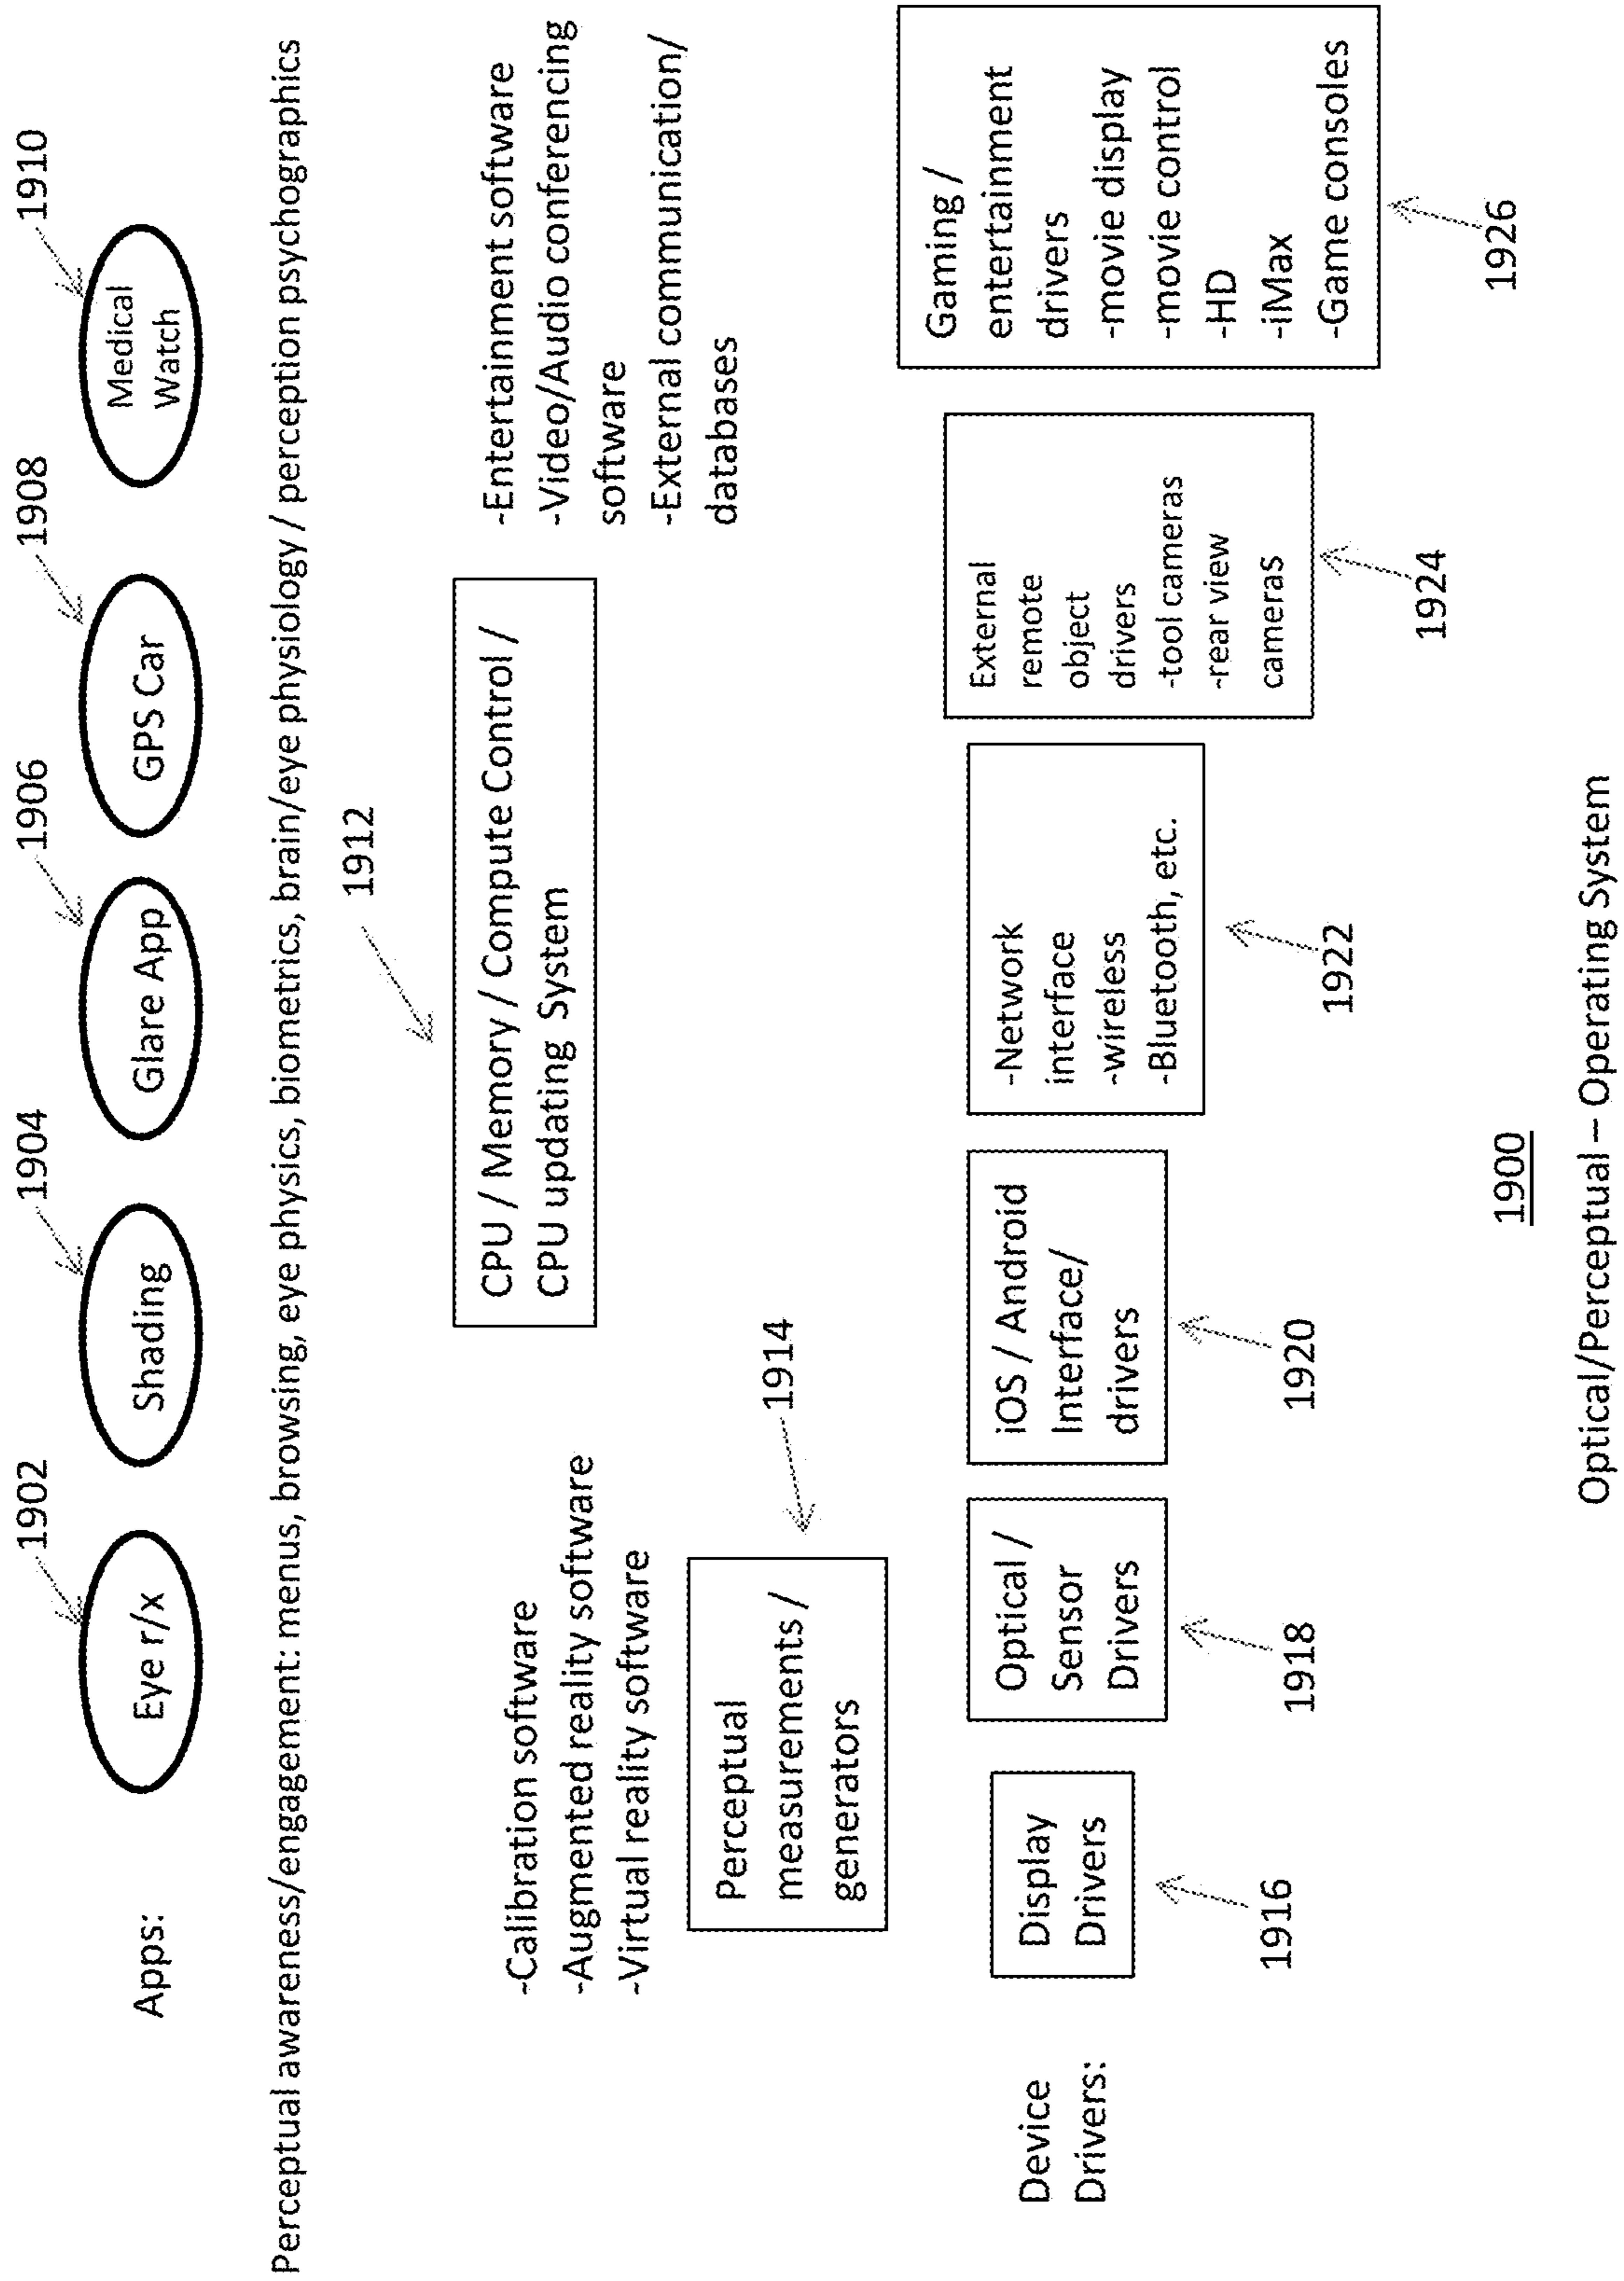 1902
1904
1906
1908
1910
Apps:
Eye r/x
Shading
Glare App
GPS Car
Medical
Watch
Perceptual awareness/engagement: menus, browsing, eye physics, biometrics, brain/eye physiology / perception psychographics
1912
-Calibration software
-Augmented reality software
-Virtual reality software
CPU / Memory / Compute Control /
CPU updating System
-Entertainment software
-Video/Audio conferencing
software
-External communication/
databases
1914
Perceptual
measurements /
generators
Device
Drivers:
Display
Drivers
1916
Optical /
Sensor
Drivers
1918
iOS / Android
Interface/
drivers
1920
-Network
interface
-wireless
-Bluetooth, etc.
1922
External
remote
object
drivers
-tool cameras
-rear view
cameras
1924
Gaming /
entertainment
drivers
-movie display
-movie control
-HD
-iMax
-Game consoles
1926
1900
Optical/Perceptual – Operating System